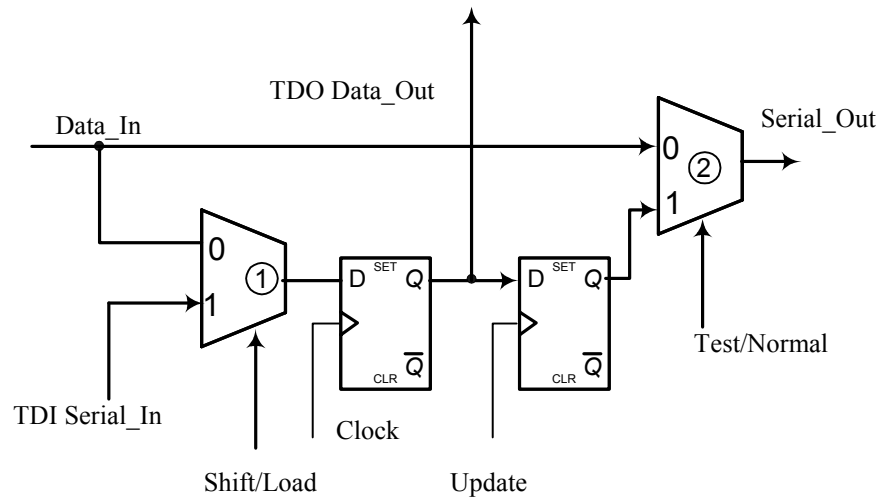 TDO Data_Out
Data_In
Serial_Out
0
2
1
0
1
1
D
SET
Q
Q
CLR
D
SET
Q
Q
CLR
Test/Normal
TDI Serial_In
Clock
Shift/Load
Update